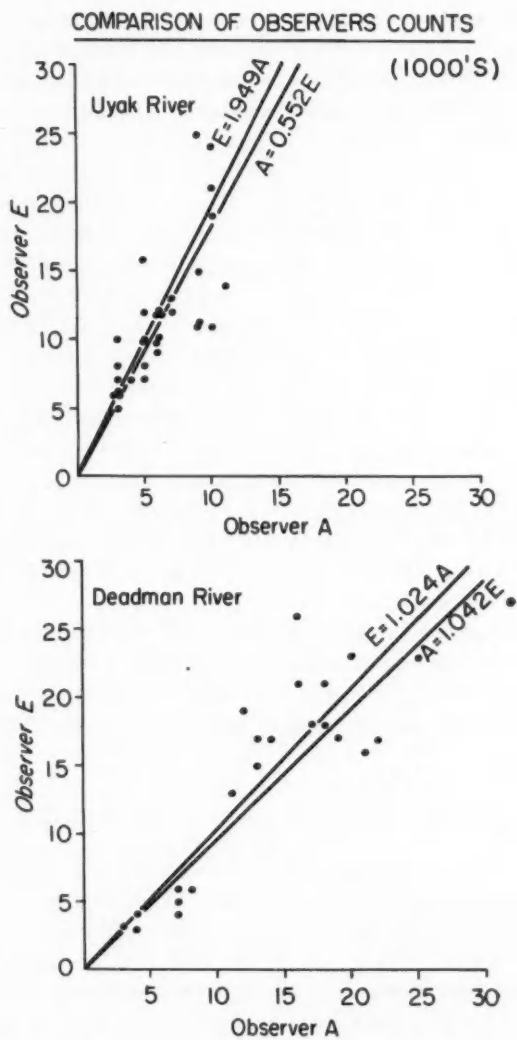 COMPARISON OF OBSERVERS COUNTS
(1000'S)
Uyak River
E=1.949A
A=0.552E
Observer E
30
25
20
15
10
5
0
5
10
15
20
25
30
Observer A
Deadman River
E=1.024A
A=1.042E
Observer E
30
25
20
15
10
5
0
5
10
15
20
25
30
Observer A